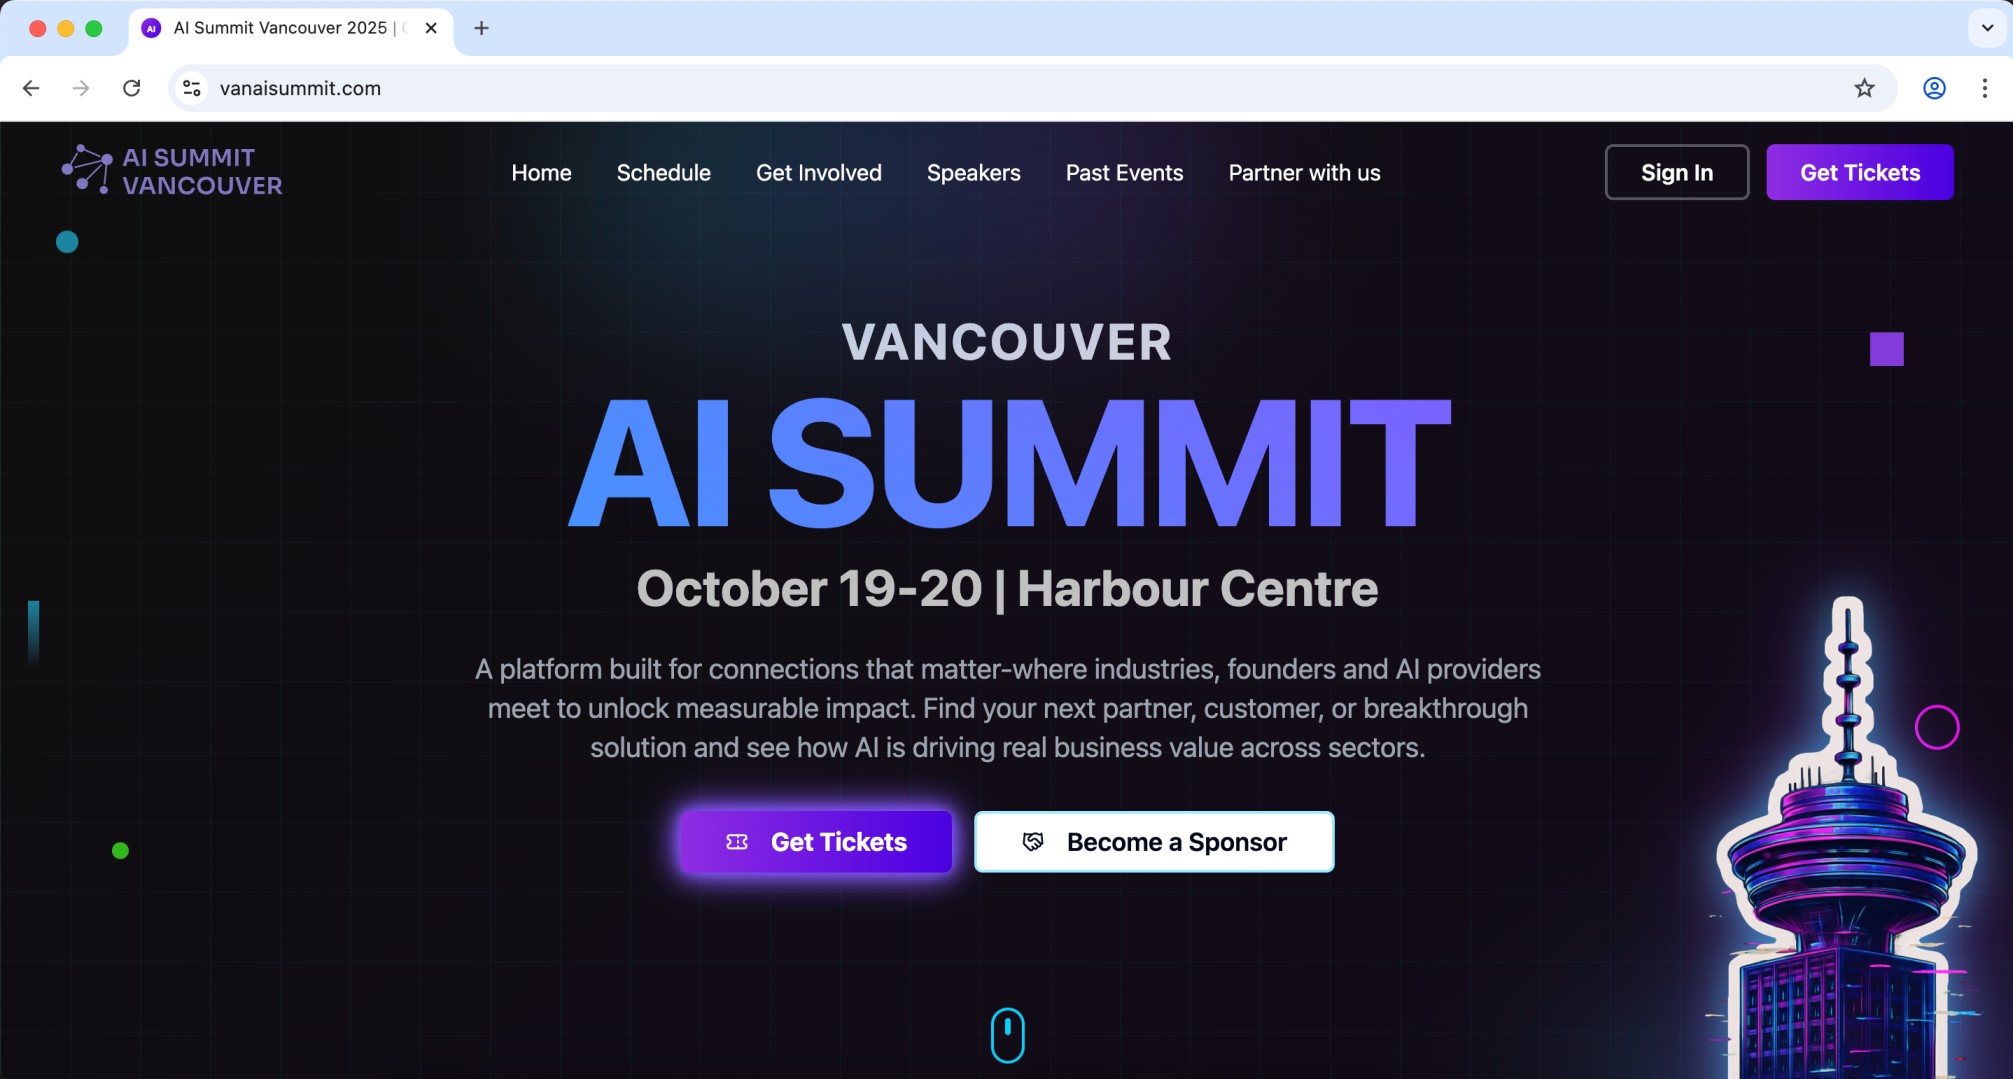 AI
AI Summit Vancouver 2025 |
vanaisummit.com
AI SUMMIT
VANCOUVER
Home
Schedule
Get Involved
Speakers
Past Events
Partner with us
Sign In
Get Tickets
VANCOUVER
AI SUMMIT
October 19-20 | Harbour Centre
A platform built for connections that matter-where industries, founders and AI providers
meet to unlock measurable impact. Find your next partner, customer, or breakthrough
solution and see how AI is driving real business value across sectors.
Get Tickets
Become a Sponsor